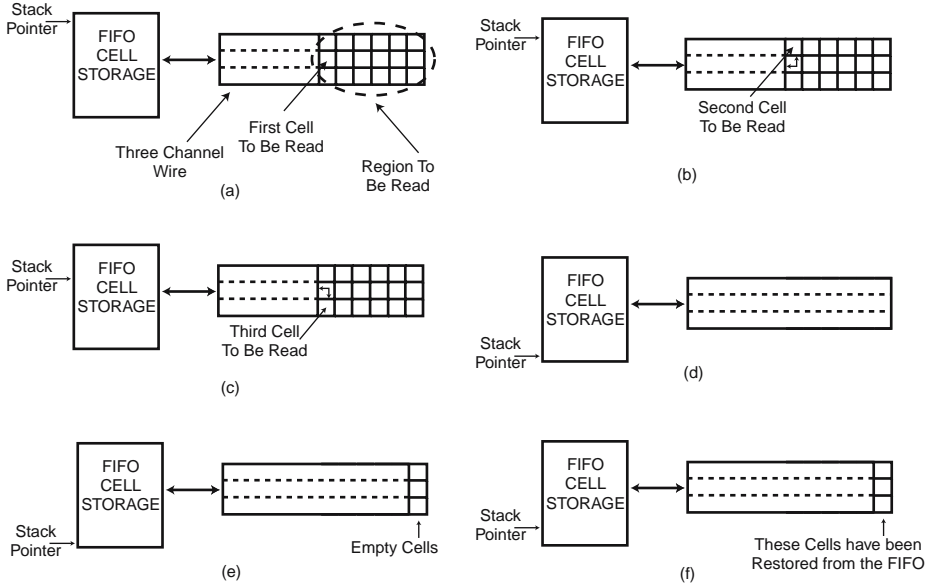 Stack
Pointer
FIFO
CELL
STORAGE
Three Channel
Wire
First Cell
To Be Read
Region To
Be Read
(a)
Stack
Pointer
FIFO
CELL
STORAGE
Second Cell
To Be Read
(b)
Stack
Pointer
FIFO
CELL
STORAGE
Third Cell
To Be Read
(c)
FIFO
CELL
STORAGE
Stack
Pointer
(d)
FIFO
CELL
STORAGE
Stack
Pointer
Empty Cells
(e)
FIFO
CELL
STORAGE
Stack
Pointer
These Cells have been
Restored from the FIFO
(f)